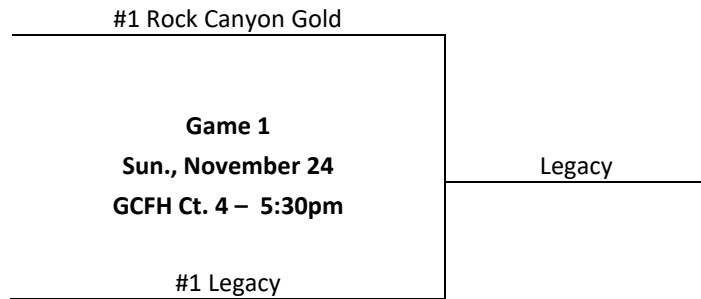 #1 Rock Canyon Gold
Game 1
Sun., November 24
Legacy
GCFH Ct. 4 – 5:30pm
#1 Legacy